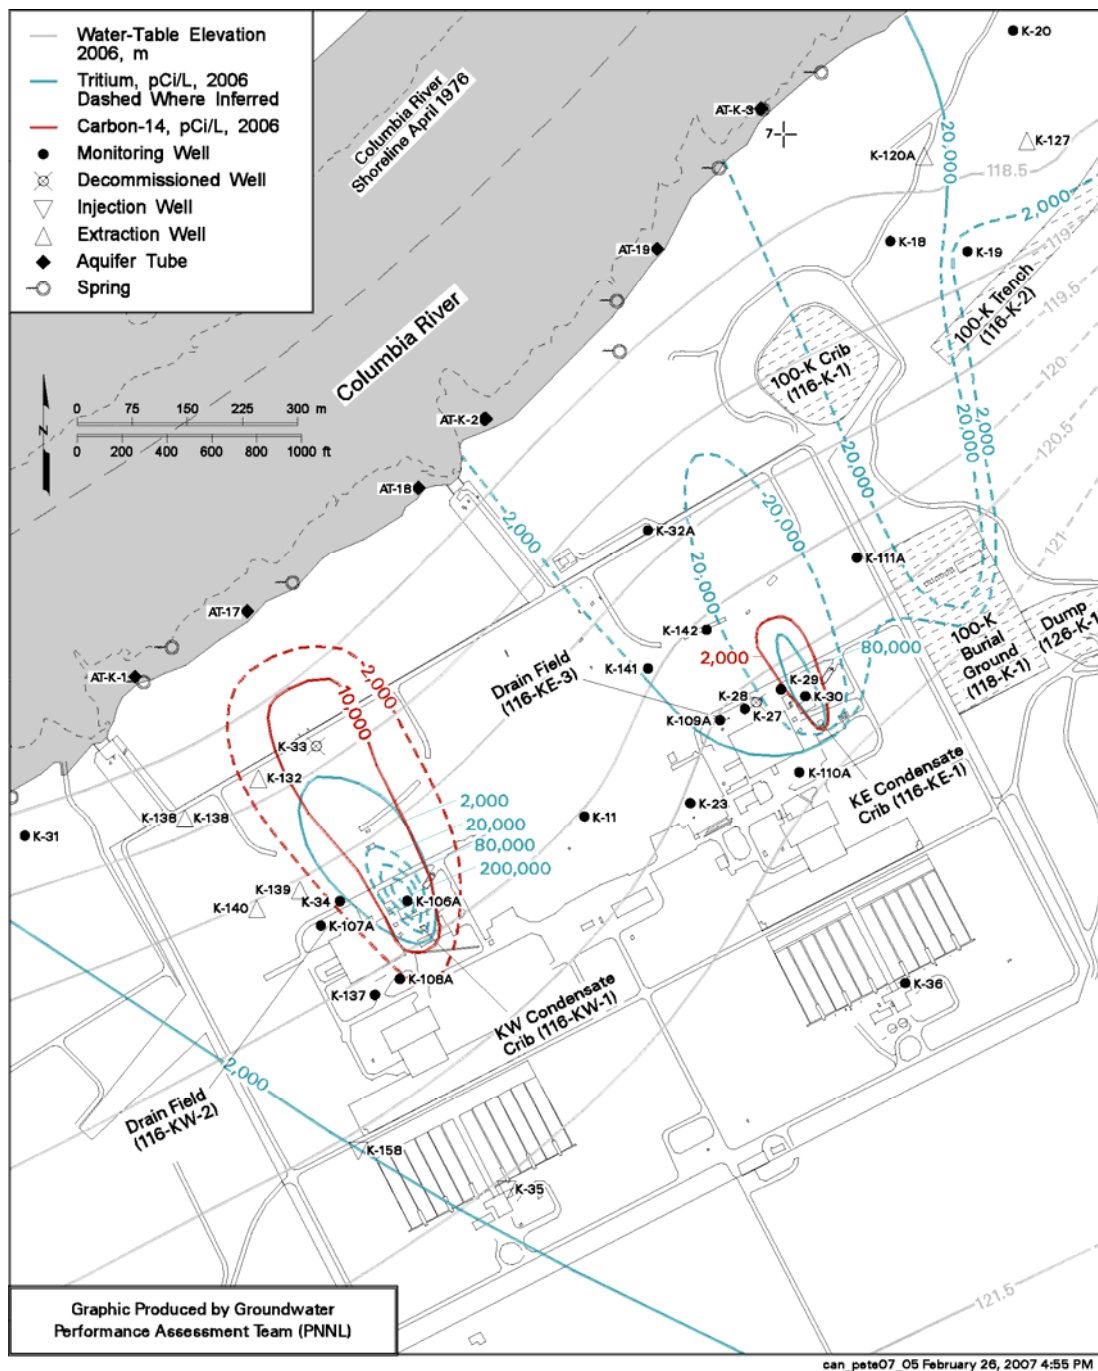 Water-Table Elevation
2006, m
Tritium, pCi/L, 2006
Dashed Where Inferred
Carbon-14, pCi/L, 2006
Monitoring Well
Decommissioned Well
Injection Well
Extraction Well
Aquifer Tube
Spring
Columbia River
Shoreline April 1976
Columbia River
N
0 75 150 225 300 m
0 200 400 600 800 1000 ft
K-20
AT-K-3
7
K-120A
K-127
20,000
118.5
2,000
119
AT-19
K-18
K-19
100-K Trench
(116-K-2)
119.5
100-K Crib
(116-K-1)
120
AT-K-2
120.5
2,000
20,000
20,000
AT-18
2,000
20,000
20,000
K-32A
K-111A
121
AT-17
K-142
2,000
80,000
100-K
Burial
Ground
(118-K-1)
Dump
(126-K-1
Drain Field
(116-KE-3)
K-141
AT-K-1
K-29
K-28
K-30
K-27
K-109A
2,000
10,000
K-33
K-132
K-110A
KE Condensate
Crib (116-KE-1)
K-23
K-138
K-138
K-31
2,000
20,000
80,000
200,000
K-11
K-139
K-34
K-106A
K-140
K-107A
K-108A
K-137
K-36
KW Condensate
Crib (116-KW-1)
2,000
Drain Field
(116-KW-2)
K-158
K-35
121.5
Graphic Produced by Groundwater
Performance Assessment Team (PNNL)
can_pete07_05 February 26, 2007 4:55 PM